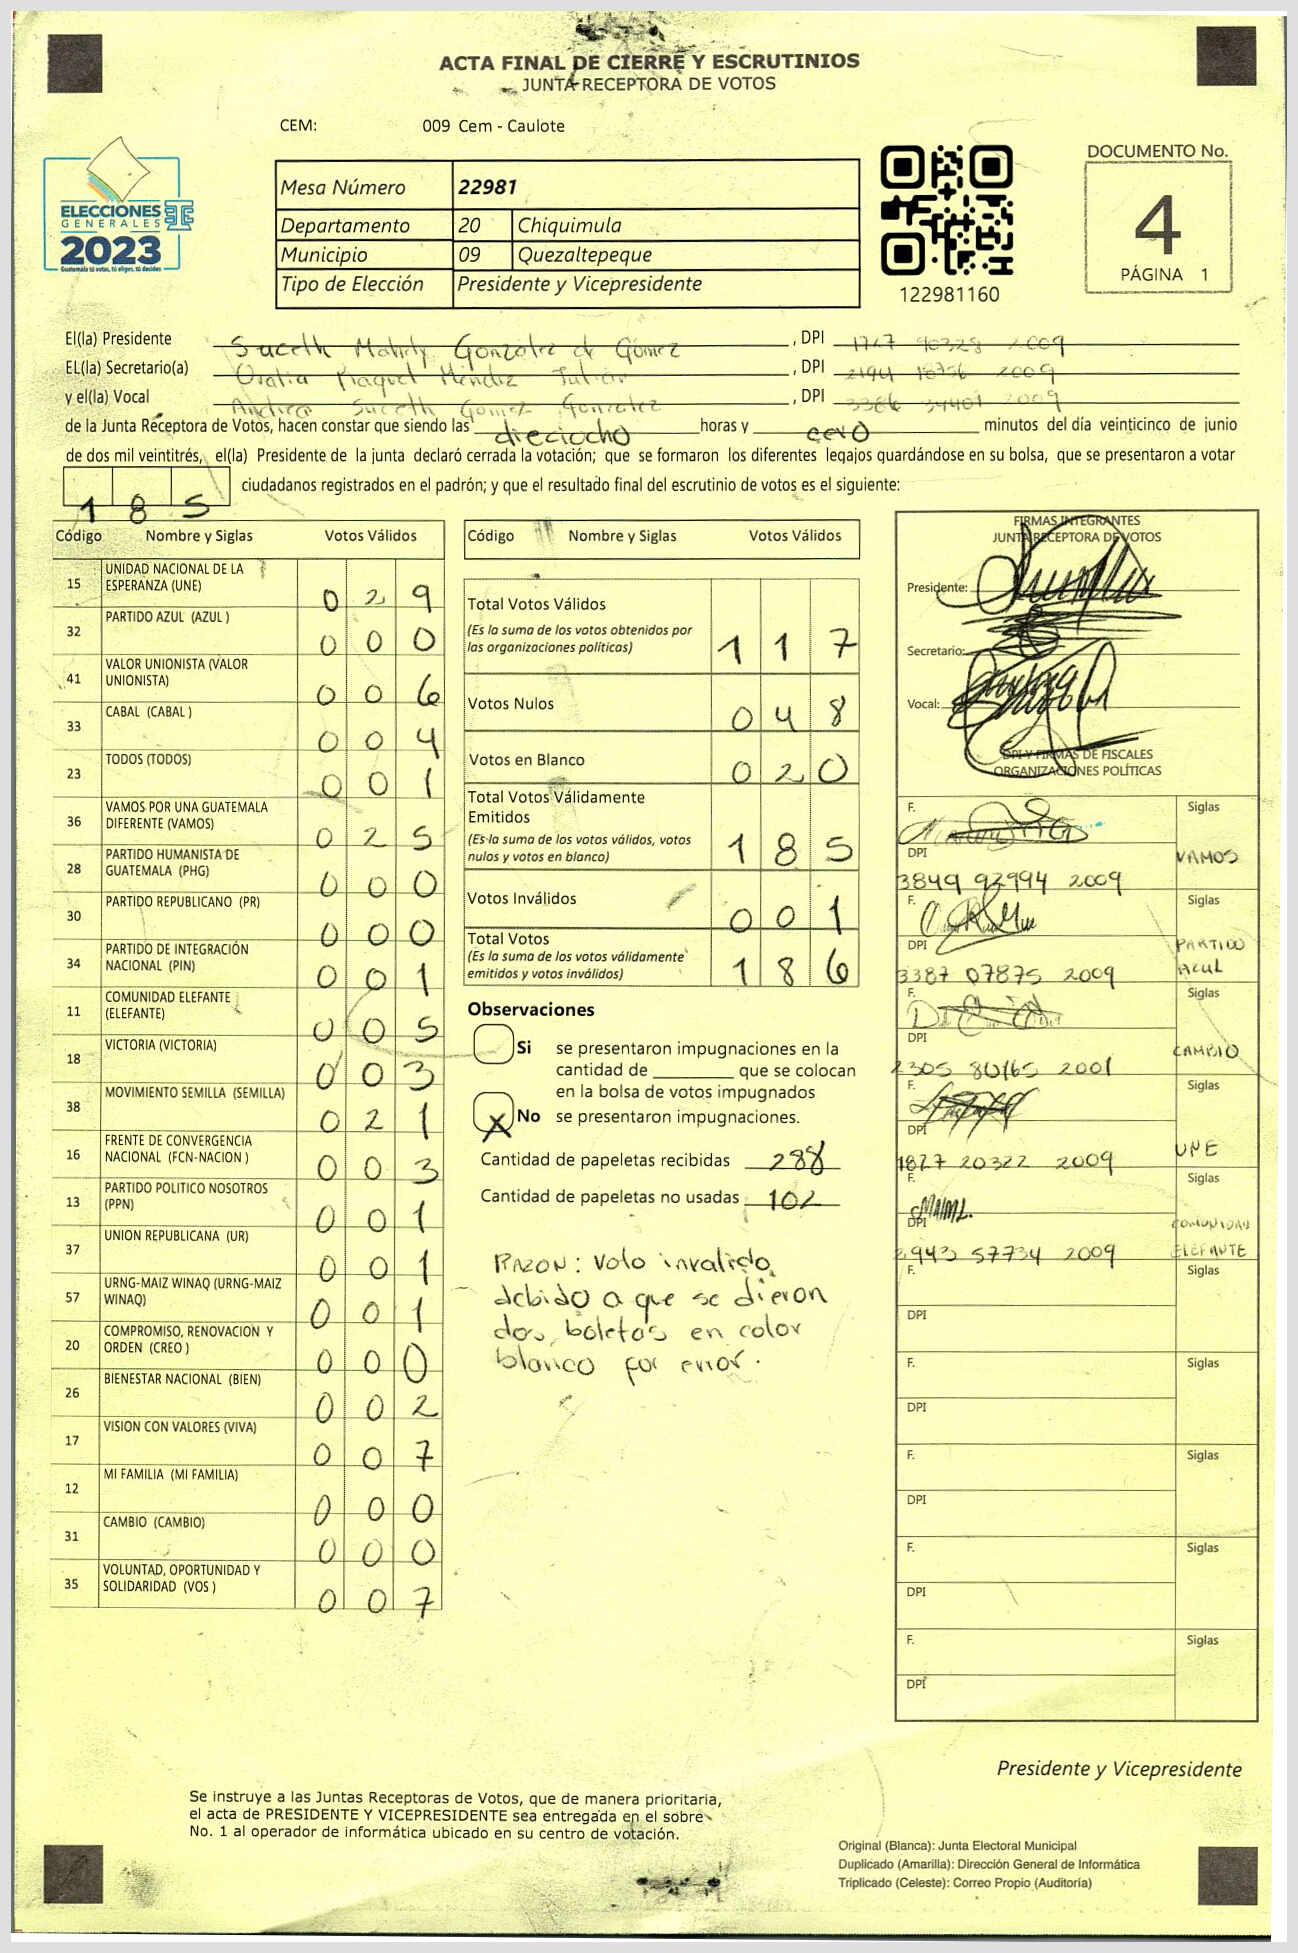 ACTA FINAL DE CIERRE Y ESCRUTINIOS
JUNTA RECEPTORA DE VOTOS
CEM: 009 Cem - Caulote
ELECCIONES
GENERALES
2023
Guatemala tú votas, tú eliges, tú decides
Mesa Número 22981
Departamento 20 Chiquimula
Municipio 09 Quezaltepeque
Tipo de Elección Presidente y Vicepresidente
122981160
DOCUMENTO No.
4
PÁGINA 1
El(la) Presidente Suceth Gonzalez de Gómez , DPI 2009
EL(la) Secretario(a) Raquel Méndez , DPI 2194 18756 2009
y el(la) Vocal Andrea Suceth Gomez Gonzalez , DPI 3386 34401 2009
de la Junta Receptora de Votos, hacen constar que siendo las dieciocho horas y cero minutos del día veinticinco de junio
de dos mil veintitrés, el(la) Presidente de la junta declaró cerrada la votación; que se formaron los diferentes legajos guardándose en su bolsa, que se presentaron a votar
185 ciudadanos registrados en el padrón; y que el resultado final del escrutinio de votos es el siguiente:
Código Nombre y Siglas Votos Válidos
15 UNIDAD NACIONAL DE LA ESPERANZA (UNE) 0 2 9
32 PARTIDO AZUL (AZUL ) 0 0 0
41 VALOR UNIONISTA (VALOR UNIONISTA) 0 0 6
33 CABAL (CABAL ) 0 0 4
23 TODOS (TODOS) 0 0 1
36 VAMOS POR UNA GUATEMALA DIFERENTE (VAMOS) 0 2 5
28 PARTIDO HUMANISTA DE GUATEMALA (PHG) 0 0 0
30 PARTIDO REPUBLICANO (PR) 0 0 0
34 PARTIDO DE INTEGRACIÓN NACIONAL (PIN) 0 0 1
11 COMUNIDAD ELEFANTE (ELEFANTE) 0 0 5
18 VICTORIA (VICTORIA) 0 0 3
38 MOVIMIENTO SEMILLA (SEMILLA) 0 2 1
16 FRENTE DE CONVERGENCIA NACIONAL (FCN-NACION ) 0 0 3
13 PARTIDO POLITICO NOSOTROS (PPN) 0 0 1
37 UNION REPUBLICANA (UR) 0 0 1
57 URNG-MAIZ WINAQ (URNG-MAIZ WINAQ) 0 0 1
20 COMPROMISO, RENOVACION Y ORDEN (CREO ) 0 0 0
26 BIENESTAR NACIONAL (BIEN) 0 0 2
17 VISION CON VALORES (VIVA) 0 0 7
12 MI FAMILIA (MI FAMILIA) 0 0 0
31 CAMBIO (CAMBIO) 0 0 0
35 VOLUNTAD, OPORTUNIDAD Y SOLIDARIDAD (VOS ) 0 0 7
Código Nombre y Siglas Votos Válidos
Total Votos Válidos 1 1 7
(Es la suma de los votos obtenidos por
las organizaciones políticas)
Votos Nulos 0 4 8
Votos en Blanco 0 2 0
Total Votos Válidamente
Emitidos 1 8 5
(Es la suma de los votos válidos, votos
nulos y votos en blanco)
Votos Inválidos 0 0 1
Total Votos 1 8 6
(Es la suma de los votos válidamente
emitidos y votos inválidos)
Observaciones
Si se presentaron impugnaciones en la
cantidad de ________ que se colocan
en la bolsa de votos impugnados
X No se presentaron impugnaciones.
Cantidad de papeletas recibidas 288
Cantidad de papeletas no usadas 102
RAZON: Voto invalido
debido a que se dieron
dos boletas en color
blanco por error.
FIRMAS INTEGRANTES
JUNTA RECEPTORA DE VOTOS
Presidente:
Secretario:
Vocal:
DPI Y FIRMAS DE FISCALES
ORGANIZACIONES POLÍTICAS
F. Siglas
DPI VAMOS
3849 92994 2009
F. Siglas
DPI PARTIDO
3387 07875 2009 AZUL
F. Siglas
DPI CAMBIO
2305 80165 2001
F. Siglas
DPI UNE
1827 20322 2009
F. Siglas
DPI COMUNIDAD
2943 57734 2009 ELEFANTE
F. Siglas
DPI
F. Siglas
DPI
F. Siglas
DPI
F. Siglas
DPI
F. Siglas
DPI
Presidente y Vicepresidente
Se instruye a las Juntas Receptoras de Votos, que de manera prioritaria,
el acta de PRESIDENTE Y VICEPRESIDENTE sea entregada en el sobre
No. 1 al operador de informática ubicado en su centro de votación.
Original (Blanca): Junta Electoral Municipal
Duplicado (Amarilla): Dirección General de Informática
Triplicado (Celeste): Correo Propio (Auditoría)